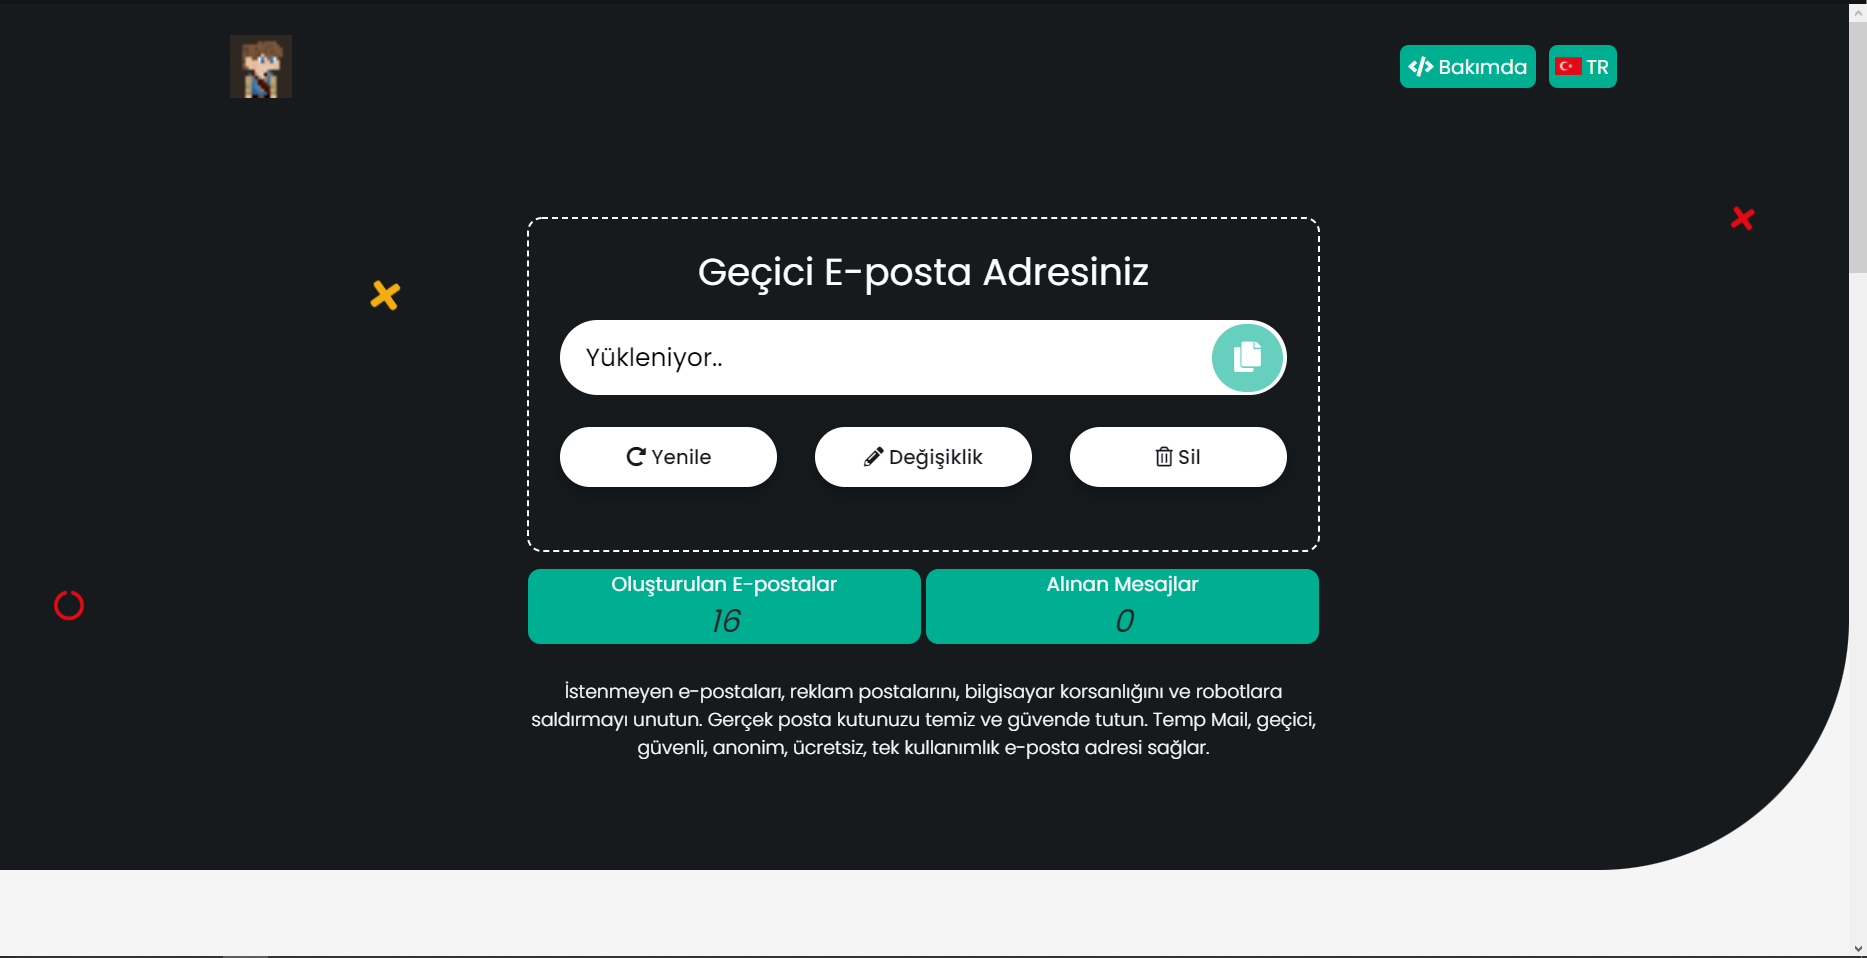 Bakımda
TR
Geçici E-posta Adresiniz
Yükleniyor..
Yenile
Değişiklik
Sil
Oluşturulan E-postalar
16
Alınan Mesajlar
0
İstenmeyen e-postaları, reklam postalarını, bilgisayar korsanlığını ve robotlara
saldırmayı unutun. Gerçek posta kutunuzu temiz ve güvende tutun. Temp Mail, geçici,
güvenli, anonim, ücretsiz, tek kullanımlık e-posta adresi sağlar.